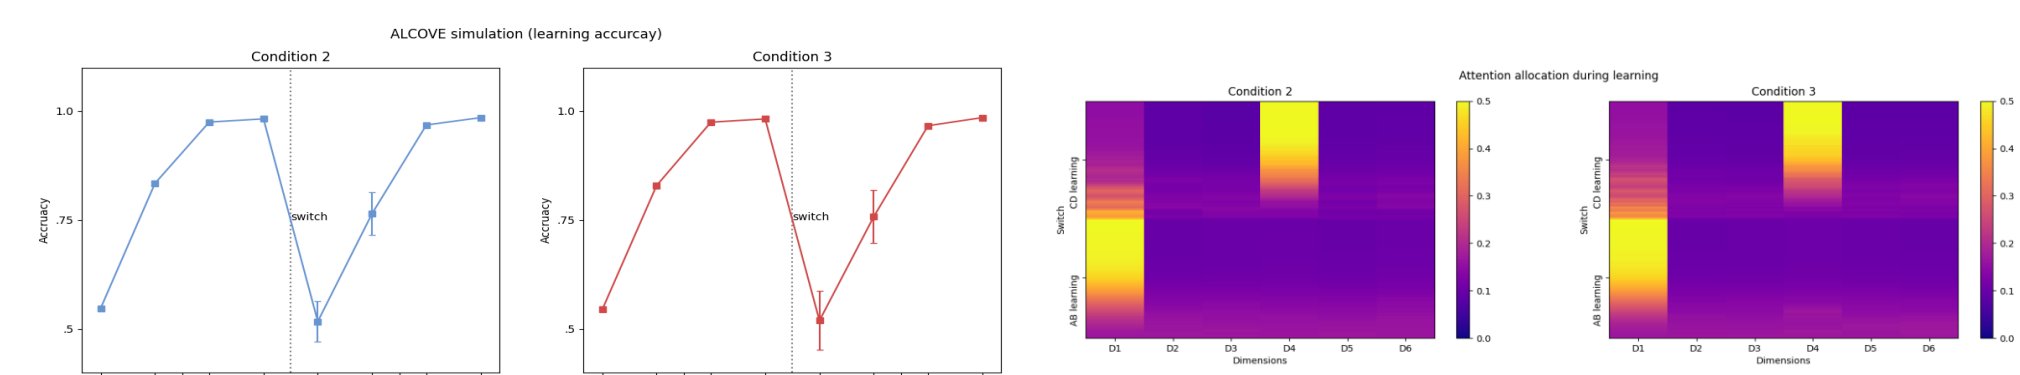 ALCOVE simulation (learning accurcay)
Condition 2
Accruacy
1.0
.75
.5
switch
Condition 3
Accruacy
1.0
.75
.5
switch
Attention allocation during learning
Condition 2
Switch
CD learning
AB learning
D1 D2 D3 D4 D5 D6
Dimensions
0.5
0.4
0.3
0.2
0.1
0.0
Condition 3
Switch
CD learning
AB learning
D1 D2 D3 D4 D5 D6
Dimensions
0.5
0.4
0.3
0.2
0.1
0.0